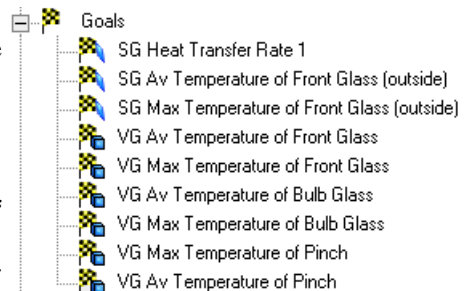 Goals
SG Heat Transfer Rate 1
SG Av Temperature of Front Glass (outside)
SG Max Temperature of Front Glass (outside)
VG Av Temperature of Front Glass
VG Max Temperature of Front Glass
VG Av Temperature of Bulb Glass
VG Max Temperature of Bulb Glass
VG Max Temperature of Pinch
VG Av Temperature of Pinch